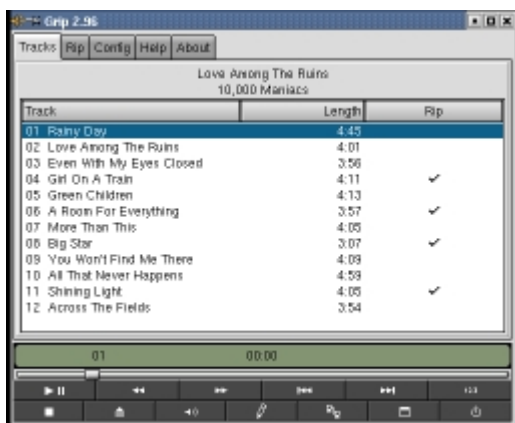 Grip 2.96
Tracks Rip Config Help About
Love Among The Ruins
10,000 Maniacs
Track Length Rip
01 Rainy Day 4:45
02 Love Among The Ruins 4:01
03 Even With My Eyes Closed 3:56
04 Girl On A Train 4:11
05 Green Children 4:13
06 A Room For Everything 3:57
07 More Than This 4:05
08 Big Star 3:07
09 You Won't Find Me There 4:09
10 All That Never Happens 4:59
11 Shining Light 4:05
12 Across The Fields 3:54
01 00:00